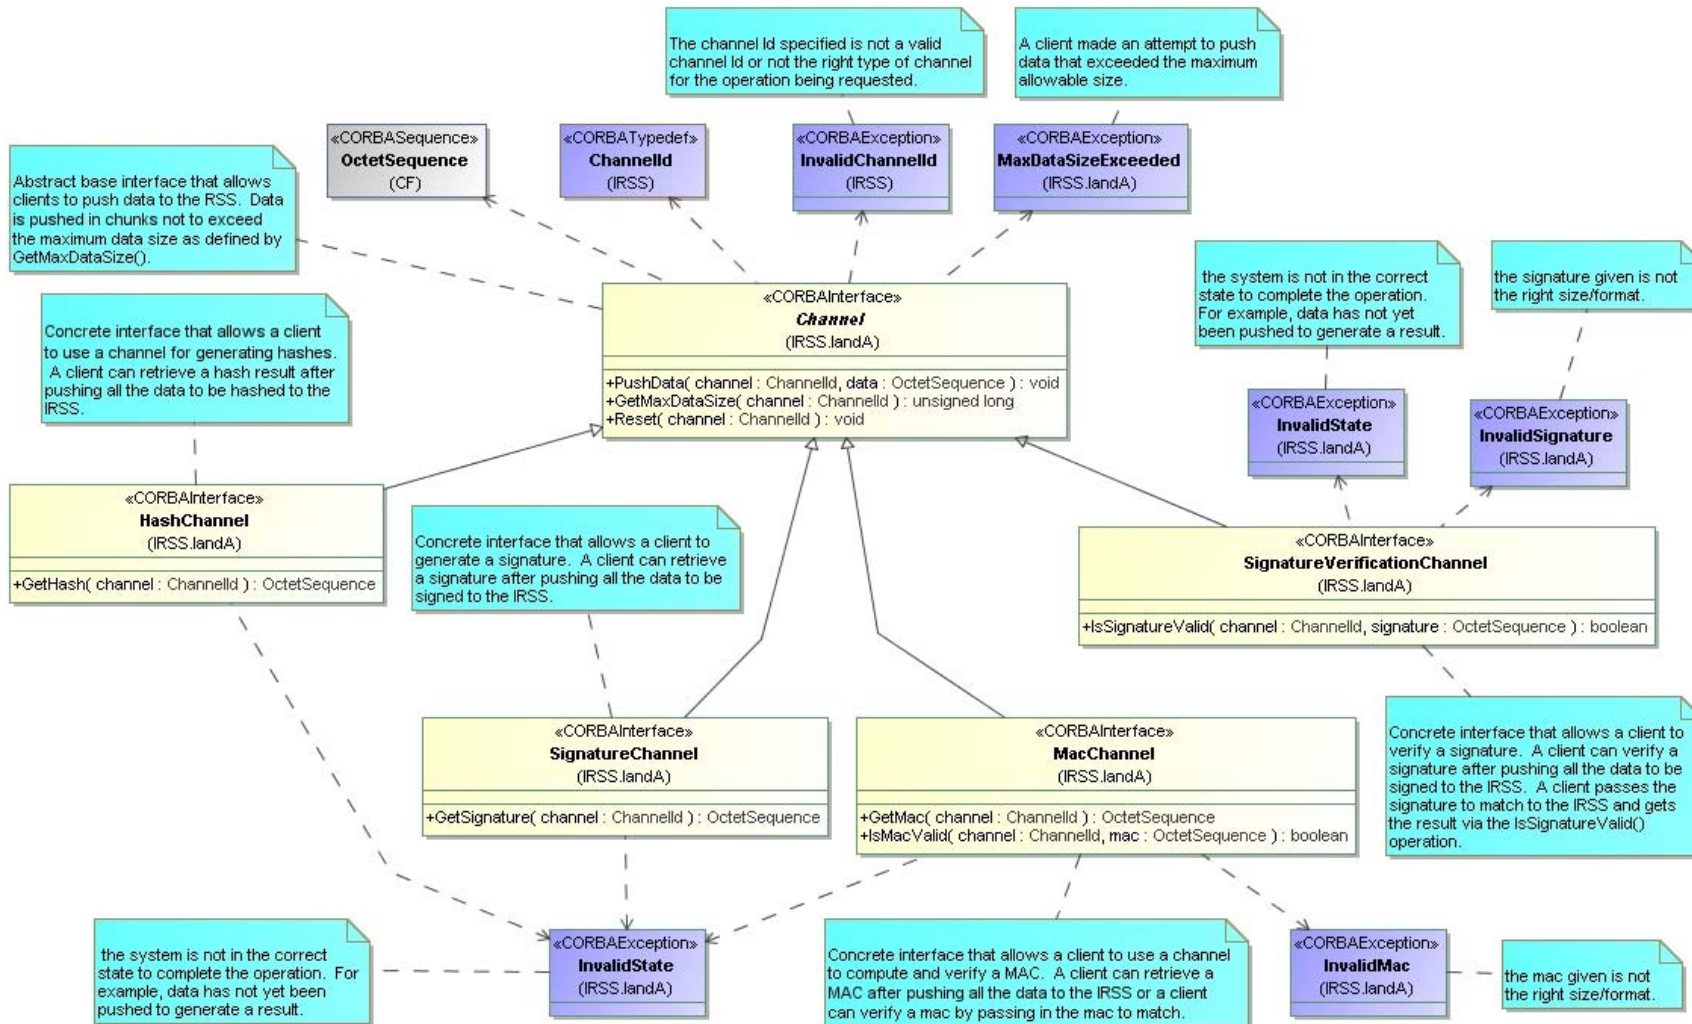 The channel Id specified is not a valid
channel Id or not the right type of channel
for the operation being requested.
A client made an attempt to push
data that exceeded the maximum
allowable size.
«CORBASequence»
OctetSequence
(CF)
«CORBATypedef»
ChannelId
(IRSS)
«CORBAException»
InvalidChannelId
(IRSS)
«CORBAException»
MaxDataSizeExceeded
(IRSS.IandA)
Abstract base interface that allows
clients to push data to the RSS. Data
is pushed in chunks not to exceed
the maximum data size as defined by
GetMaxDataSize().
the system is not in the correct
state to complete the operation.
For example, data has not yet
been pushed to generate a result.
the signature given is not
the right size/format.
Concrete interface that allows a client
to use a channel for generating hashes.
A client can retrieve a hash result after
pushing all the data to be hashed to the
IRSS.
«CORBAInterface»
Channel
(IRSS.IandA)
+PushData( channel : ChannelId, data : OctetSequence ) : void
+GetMaxDataSize( channel : ChannelId ) : unsigned long
+Reset( channel : ChannelId ) : void
«CORBAException»
InvalidState
(IRSS.IandA)
«CORBAException»
InvalidSignature
(IRSS.IandA)
«CORBAInterface»
HashChannel
(IRSS.IandA)
+GetHash( channel : ChannelId ) : OctetSequence
Concrete interface that allows a client to
generate a signature. A client can retrieve
a signature after pushing all the data to be
signed to the IRSS.
«CORBAInterface»
SignatureVerificationChannel
(IRSS.IandA)
+IsSignatureValid( channel : ChannelId, signature : OctetSequence ) : boolean
«CORBAInterface»
SignatureChannel
(IRSS.IandA)
+GetSignature( channel : ChannelId ) : OctetSequence
«CORBAInterface»
MacChannel
(IRSS.IandA)
+GetMac( channel : ChannelId ) : OctetSequence
+IsMacValid( channel : ChannelId, mac : OctetSequence ) : boolean
Concrete interface that allows a client to
verify a signature. A client can verify a
signature after pushing all the data to be
signed to the IRSS. A client passes the
signature to match to the IRSS and gets
the result via the IsSignatureValid()
operation.
the system is not in the correct
state to complete the operation. For
example, data has not yet been
pushed to generate a result.
«CORBAException»
InvalidState
(IRSS.IandA)
Concrete interface that allows a client to use a channel
to compute and verify a MAC. A client can retrieve a
MAC after pushing all the data to the IRSS or a client
can verify a mac by passing in the mac to match.
«CORBAException»
InvalidMac
(IRSS.IandA)
the mac given is not
the right size/format.